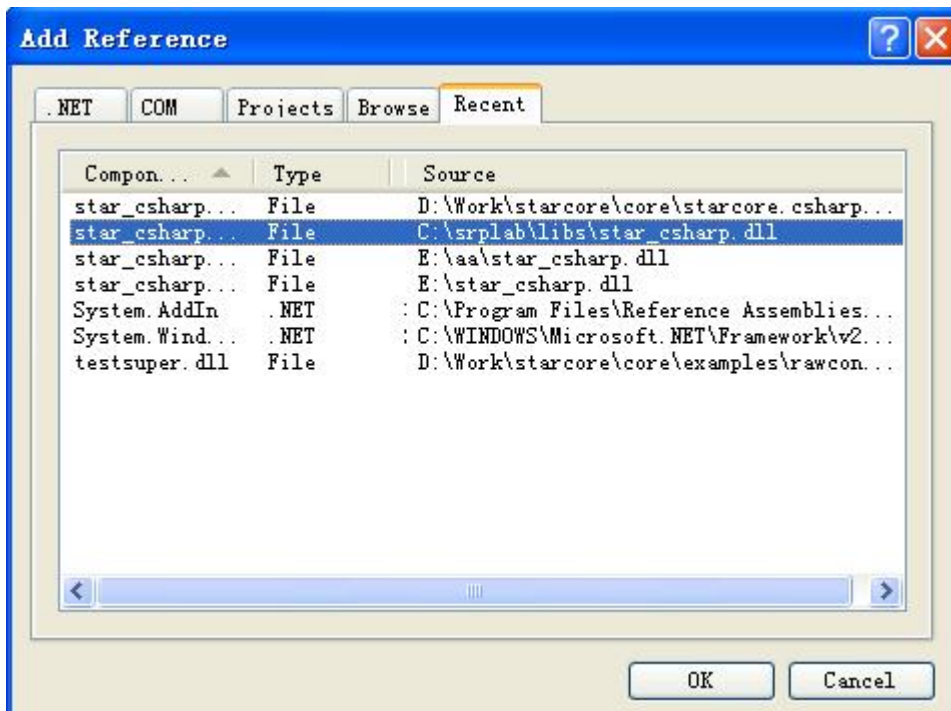 Add Reference
.NET COM Projects Browse Recent
Compon... Type Source
star_csharp... File D:\Work\starcore\core\starcore.csharp...
star_csharp... File C:\srplab\libs\star_csharp.dll
star_csharp... File E:\aa\star_csharp.dll
star_csharp... File E:\star_csharp.dll
System.AddIn .NET : C:\Program Files\Reference Assemblies...
System.Wind... .NET : C:\WINDOWS\Microsoft.NET\Framework\v2...
testsuper.dll File D:\Work\starcore\core\examples\rawcon...
OK Cancel